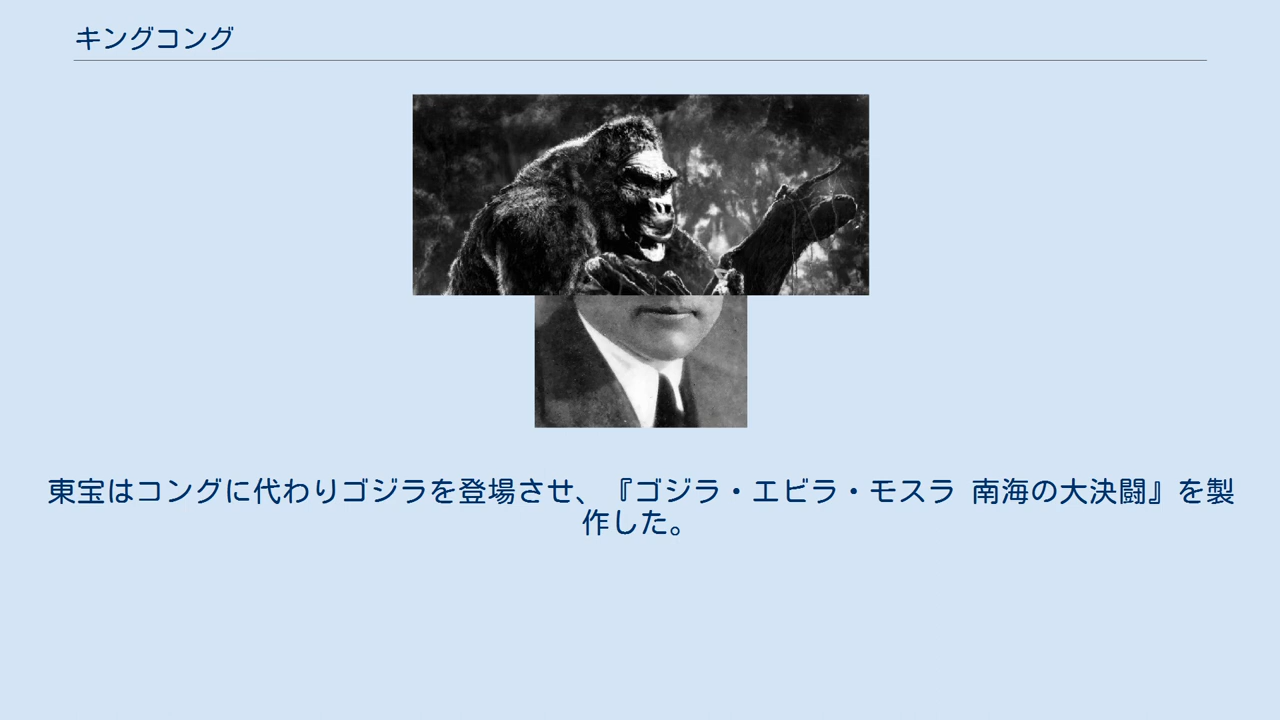 キングコング
東宝はコングに代わりゴジラを登場させ、『ゴジラ・エビラ・モスラ 南海の大決闘』を製
作した。